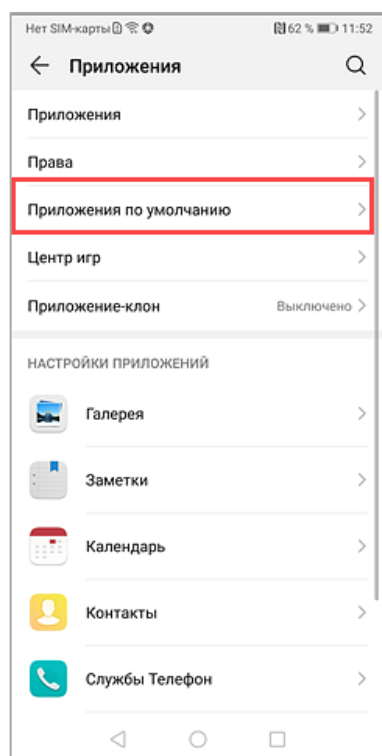 Нет SIM-карты 62 % 11:52
Приложения
Приложения
Права
Приложения по умолчанию
Центр игр
Приложение-клон Выключено
НАСТРОЙКИ ПРИЛОЖЕНИЙ
Галерея
Заметки
Календарь
Контакты
Службы Телефон